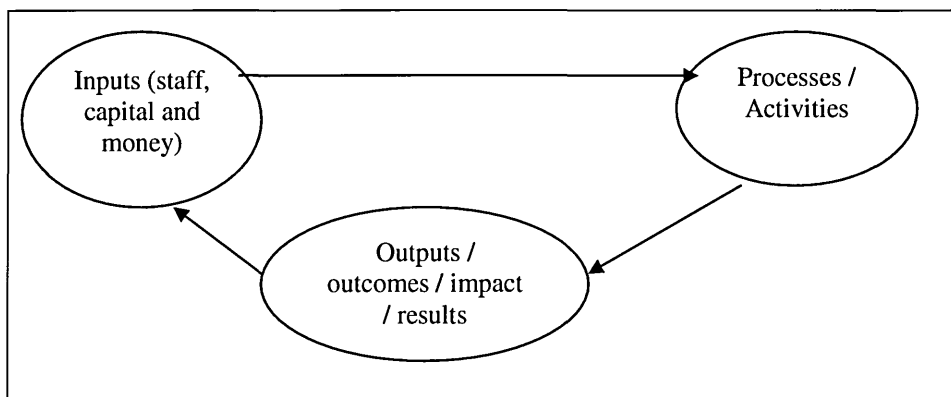 Inputs (staff,
capital and
money)
Processes /
Activities
Outputs /
outcomes / impact
/ results